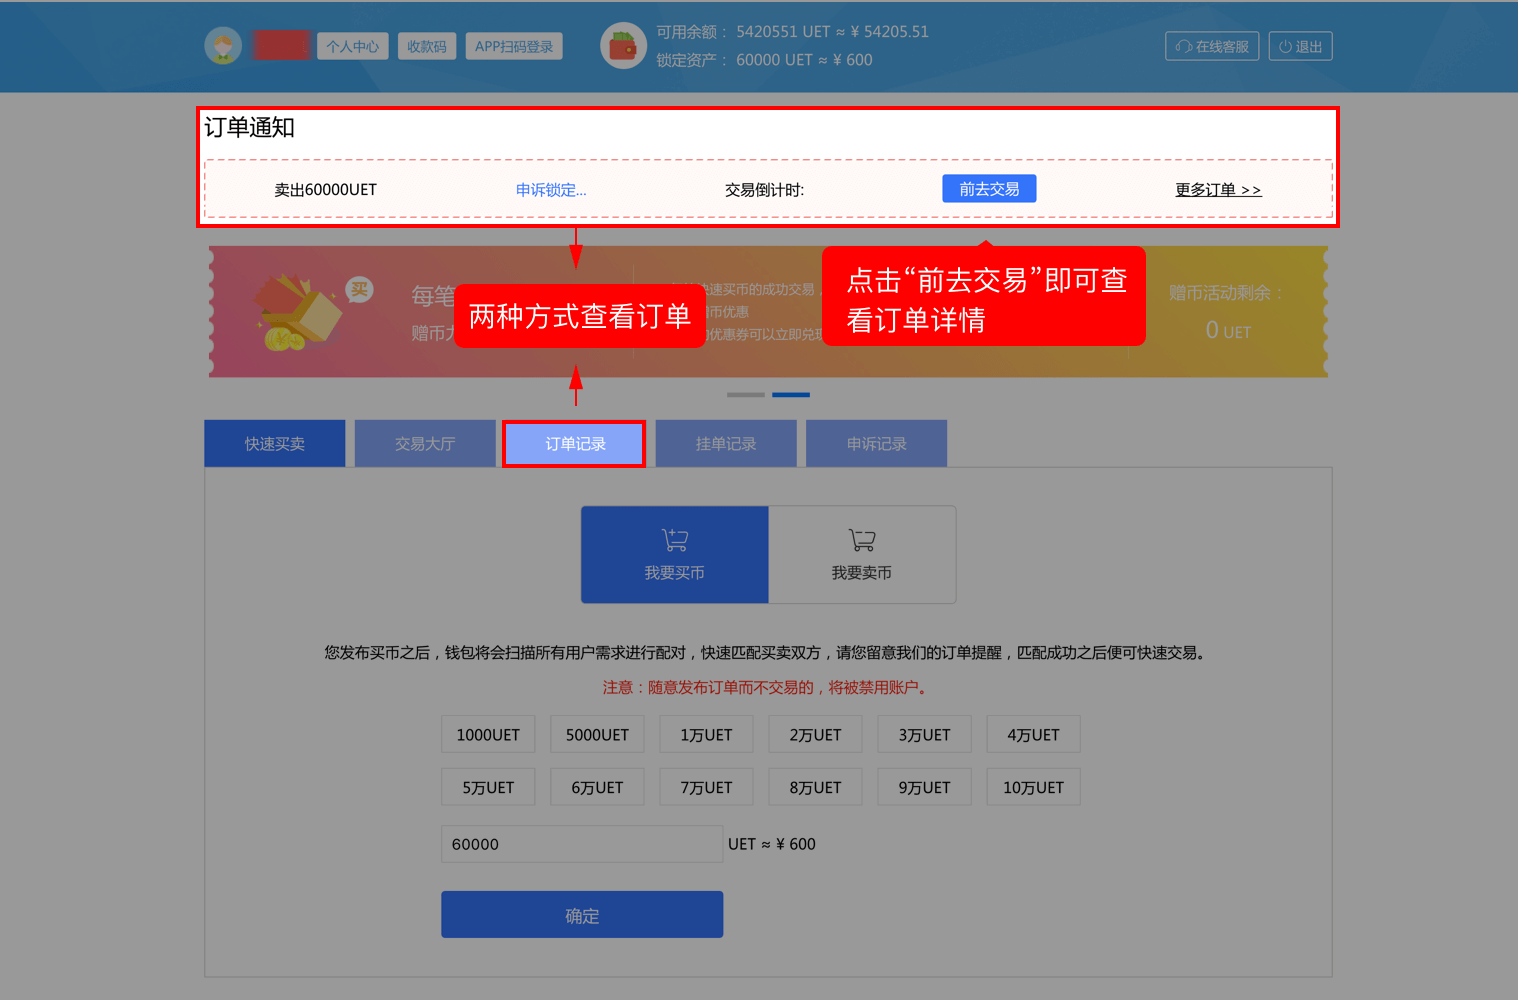 个人中心 收款码 APP扫码登录
可用余额： 5420551 UET ≈ ¥ 54205.51
锁定资产： 60000 UET ≈ ¥ 600
在线客服 退出
订单通知
卖出60000UET 申诉锁定... 交易倒计时: 前去交易 更多订单 >>
买
每笔
赠币
两种方式查看订单
快速买币的成功交易，
赠币优惠
优惠券可以立即兑现
点击“前去交易”即可查
看订单详情
赠币活动剩余：
0 UET
快速买卖 交易大厅 订单记录 挂单记录 申诉记录
我要买币 我要卖币
您发布买币之后，钱包将会扫描所有用户需求进行配对，快速匹配买卖双方，请您留意我们的订单提醒，匹配成功之后便可快速交易。
注意：随意发布订单而不交易的，将被禁用账户。
1000UET 5000UET 1万UET 2万UET 3万UET 4万UET
5万UET 6万UET 7万UET 8万UET 9万UET 10万UET
60000 UET ≈ ¥ 600
确定